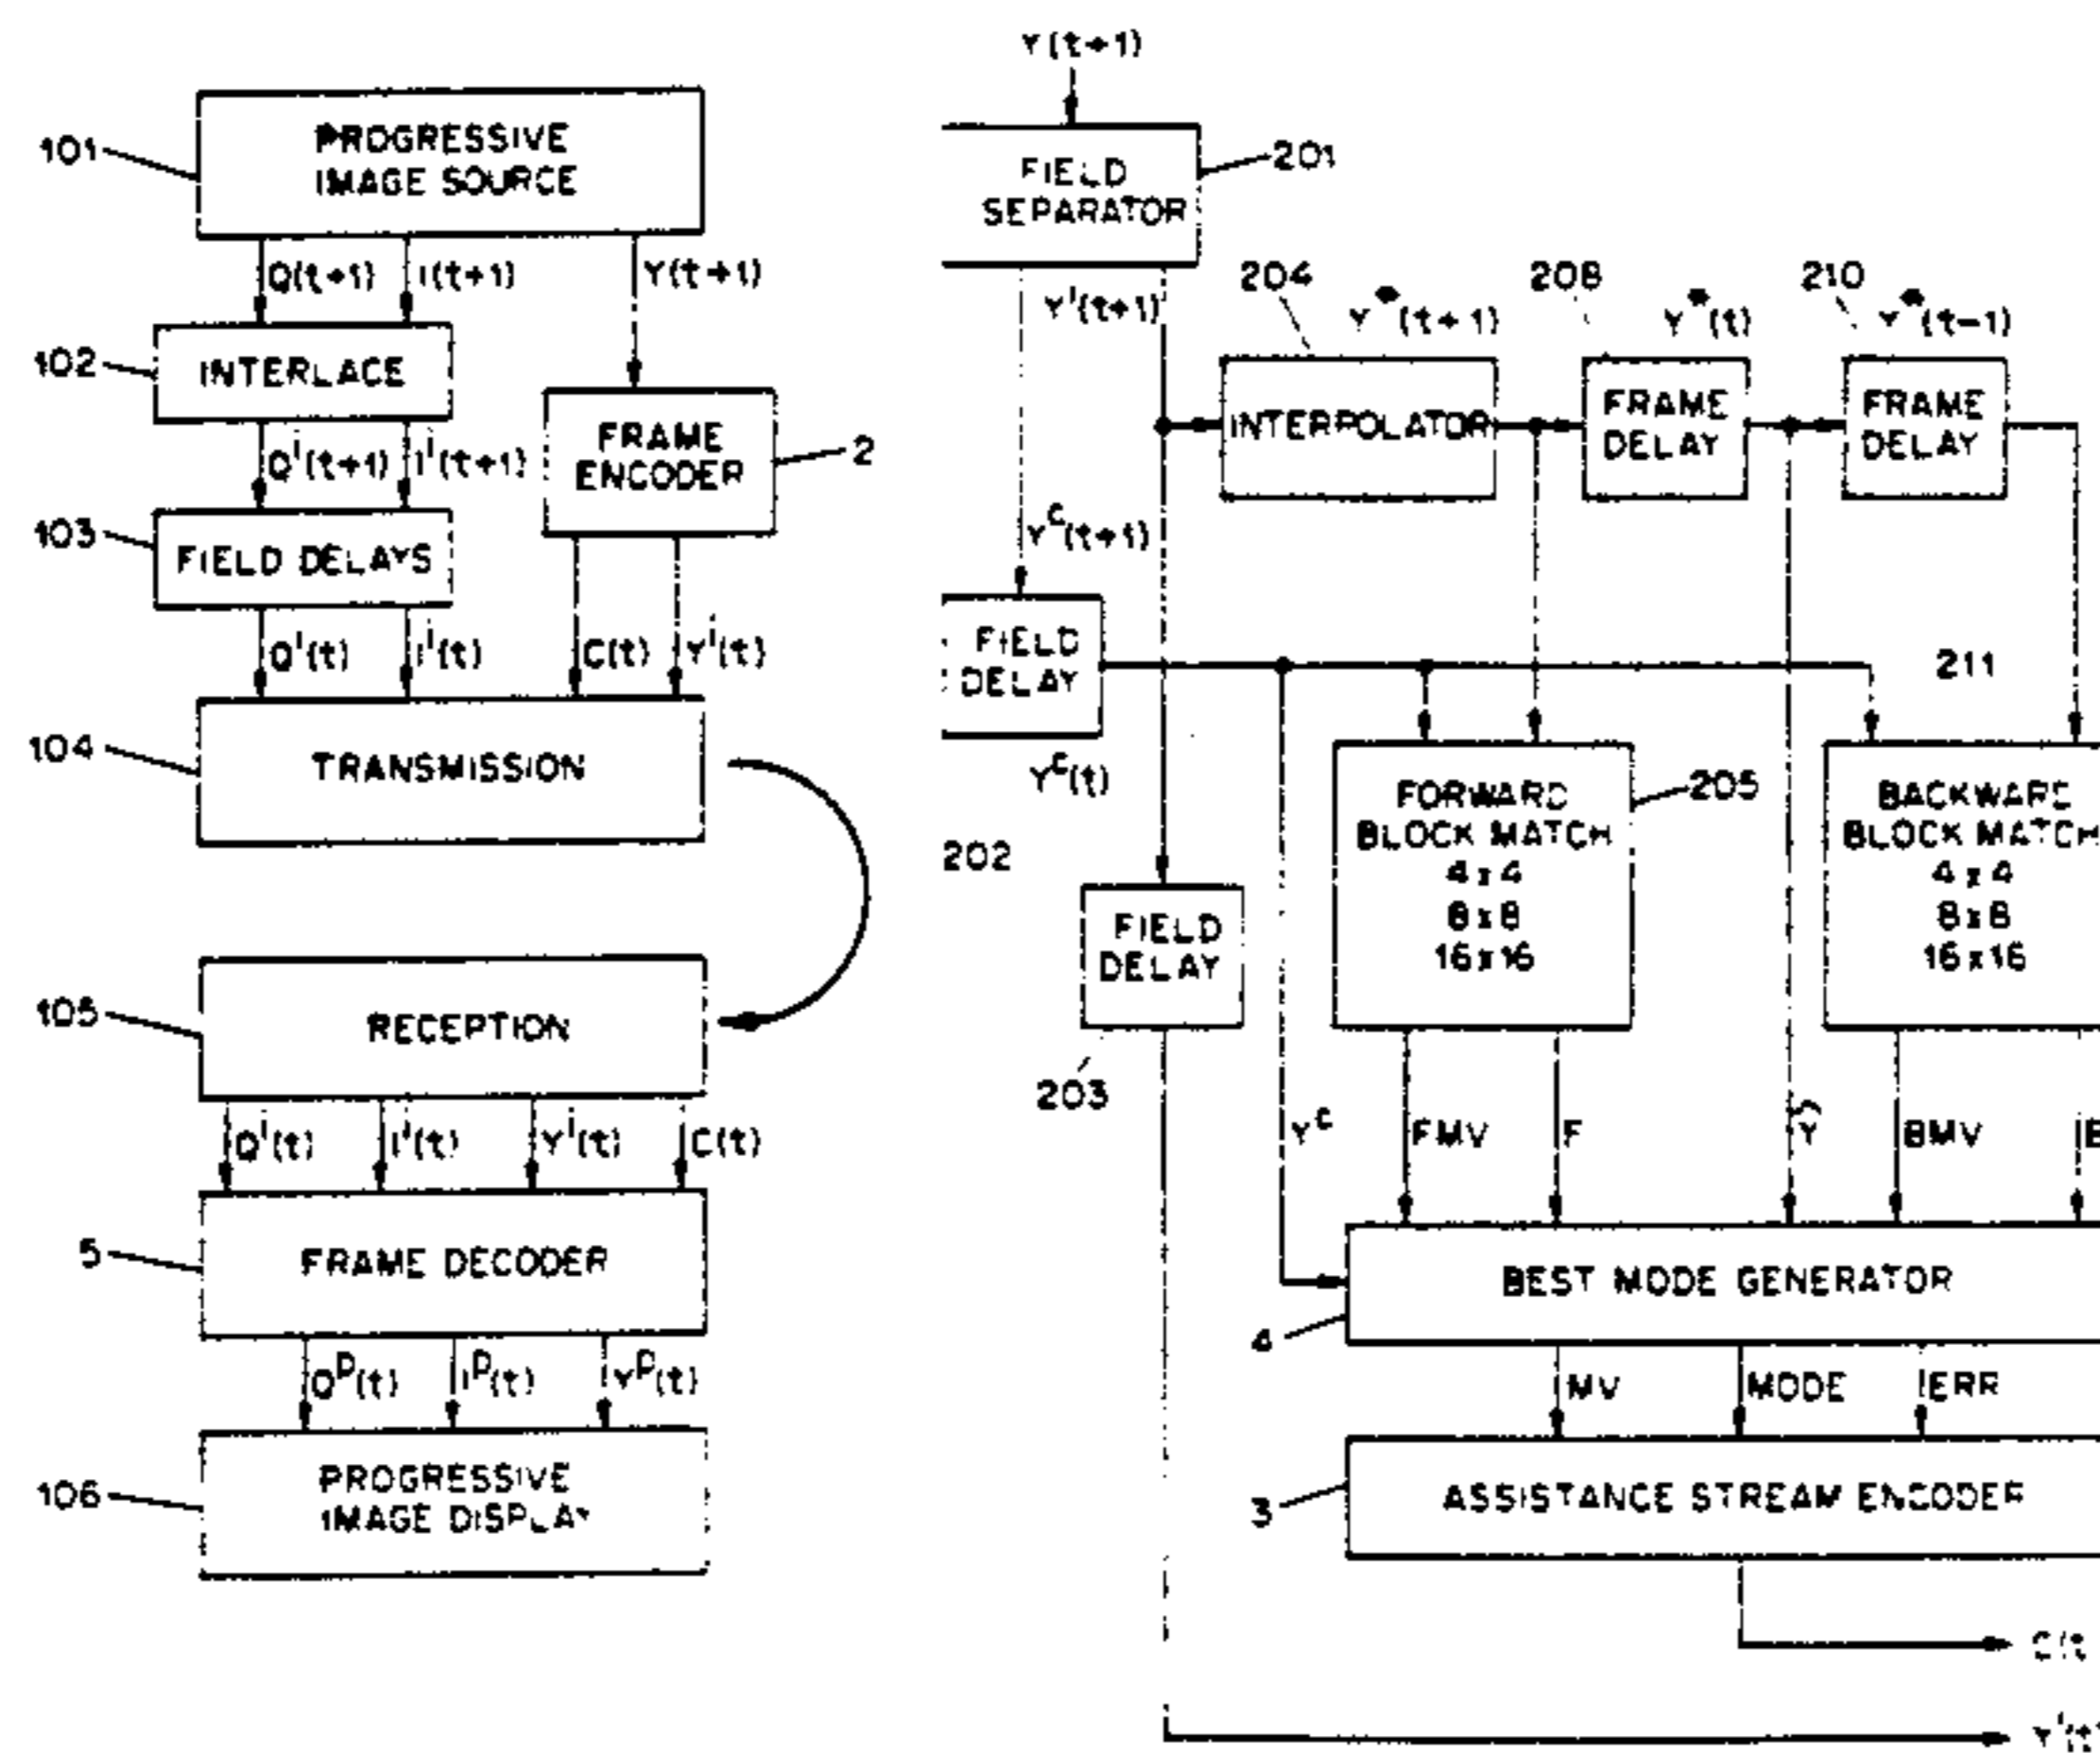 101
PROGRESSIVE
IMAGE SOURCE
Q(t+1)
I(t+1)
Y(t+1)
102
INTERLACE
Q^i(t+1)
I^i(t+1)
FRAME
ENCODER
2
103
FIELD DELAYS
Q^i(t)
I^i(t)
C(t)
Y^i(t)
104
TRANSMISSION
105
RECEPTION
Q^i(t)
I^i(t)
Y^i(t)
C(t)
5
FRAME DECODER
Q^P(t)
I^P(t)
Y^P(t)
106
PROGRESSIVE
IMAGE DISPLAY
Y(t+1)
FIELD
SEPARATOR
201
Y^i(t+1)
204
Y^*(t+1)
208
Y^*(t)
210
Y^*(t-1)
INTERPOLATOR
FRAME
DELAY
FRAME
DELAY
Y^C(t+1)
FIELD
DELAY
Y^C(t)
202
211
FORWARD
BLOCK MATCH
4x4
8x8
16x16
205
BACKWARD
BLOCK MATCH
4x4
8x8
16x16
FIELD
DELAY
203
Y^C
FMV
F
BMV
BEST MODE GENERATOR
4
MV
MODE
ERR
3
ASSISTANCE STREAM ENCODER
C(t
Y^i(t